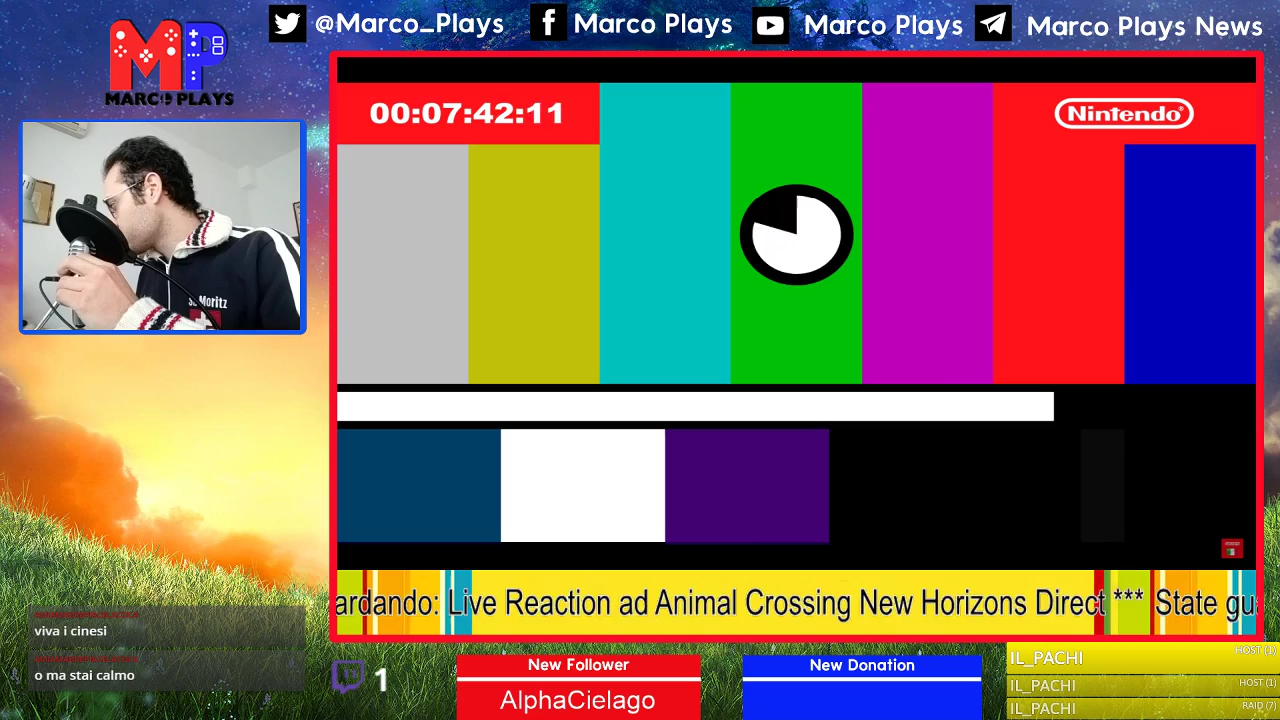 @Marco_Plays
Marco Plays
Marco Plays
Marco Plays News
MP
MARCO PLAYS
00:07:42:11
Nintendo®
St Moritz
ardando: Live Reaction ad Animal Crossing New Horizons Direct *** State gu
viva i cinesi
o ma stai calmo
1
New Follower
AlphaCielago
New Donation
IL_PACHI
HOST (1)
IL_PACHI
HOST (1)
IL_PACHI
RAID (7)